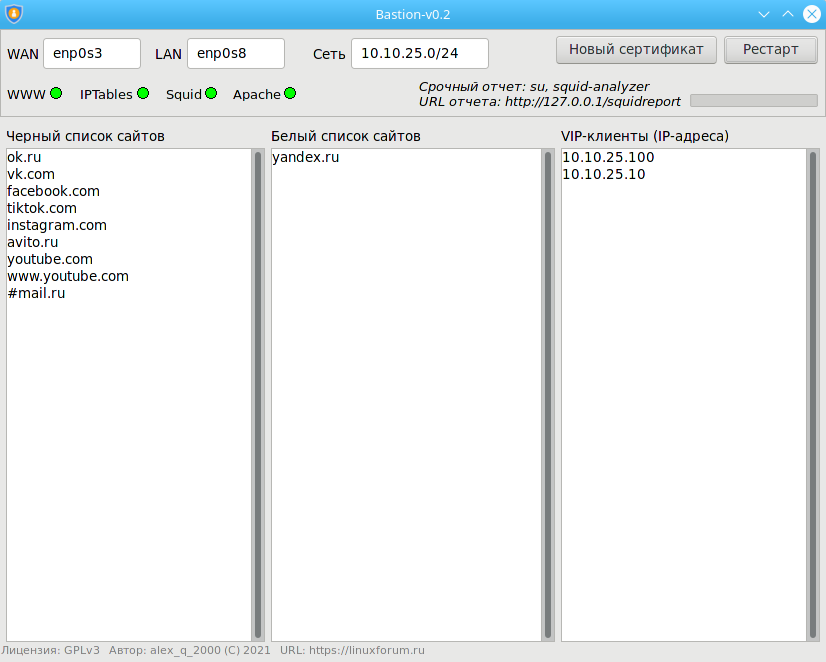 Bastion-v0.2
WAN enp0s3 LAN enp0s8 Сеть 10.10.25.0/24 Новый сертификат Рестарт
WWW IPTables Squid Apache
Срочный отчет: su, squid-analyzer
URL отчета: http://127.0.0.1/squidreport
Черный список сайтов
ok.ru
vk.com
facebook.com
tiktok.com
instagram.com
avito.ru
youtube.com
www.youtube.com
#mail.ru
Белый список сайтов
yandex.ru
VIP-клиенты (IP-адреса)
10.10.25.100
10.10.25.10
Лицензия: GPLv3 Автор: alex_q_2000 (C) 2021 URL: https://linuxforum.ru